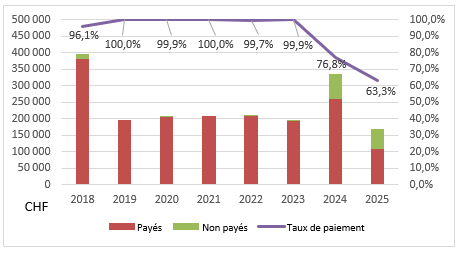 500 000 100,0%
450 000 90,0%
96,1% 100,0% 99,9% 100,0% 99,7% 99,9%
400 000 80,0%
350 000 76,8% 70,0%
300 000 63,3% 60,0%
250 000 50,0%
200 000 40,0%
150 000 30,0%
100 000 20,0%
50 000 10,0%
0 0,0%
CHF 2018 2019 2020 2021 2022 2023 2024 2025
Payés Non payés Taux de paiement